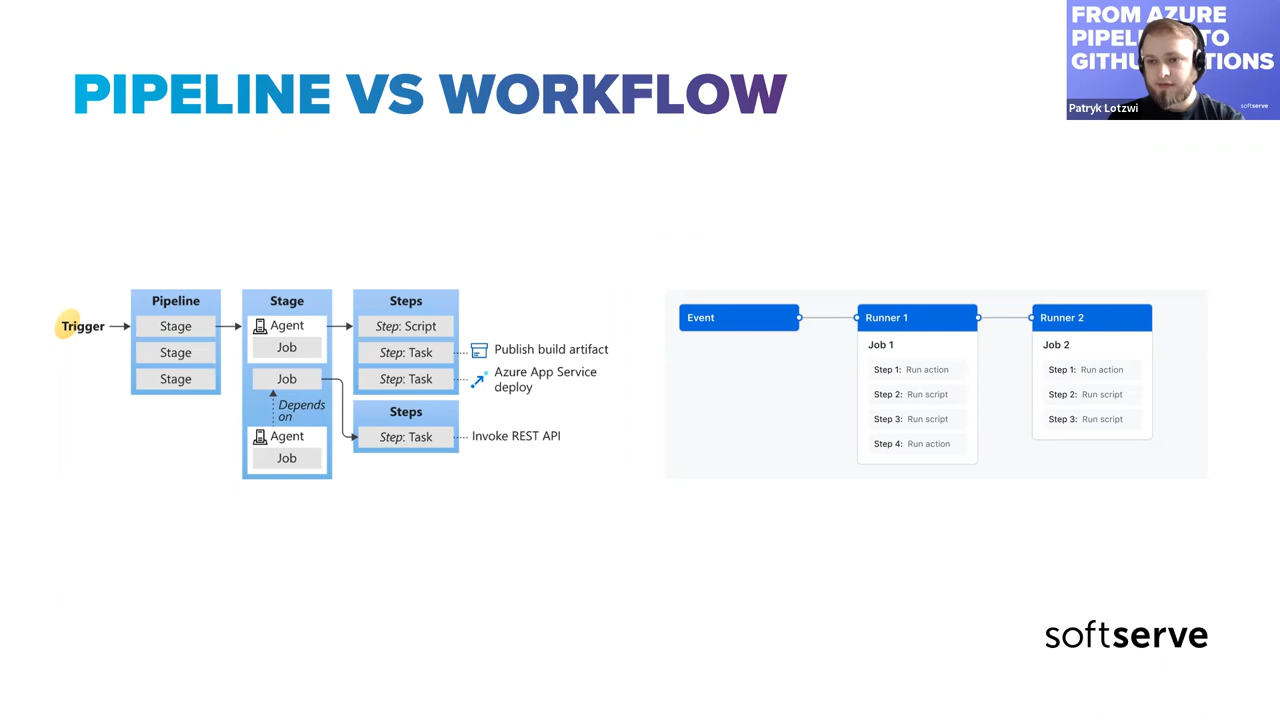 FROM AZURE
PIPEL TO
GITHU TIONS
Patryk Lotzwi
softserve
PIPELINE VS WORKFLOW
Trigger
Pipeline
Stage
Stage
Stage
Stage
Agent
Job
Job
Depends
on
Agent
Job
Steps
Step: Script
Step: Task
Step: Task
Publish build artifact
Azure App Service
deploy
Steps
Step: Task
Invoke REST API
Event
Runner 1
Job 1
Step 1: Run action
Step 2: Run script
Step 3: Run script
Step 4: Run action
Runner 2
Job 2
Step 1: Run action
Step 2: Run script
Step 3: Run script
softserve